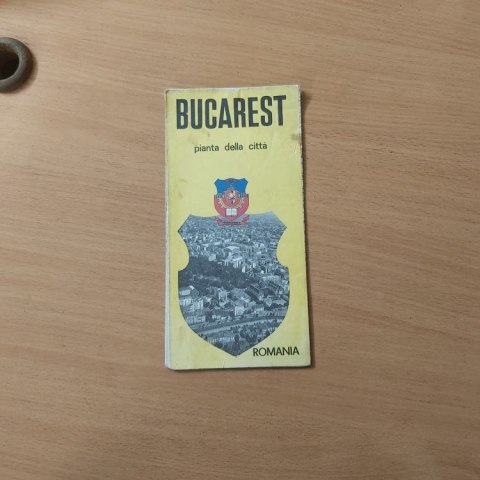 BUCAREST
pianta della città
ROMANIA